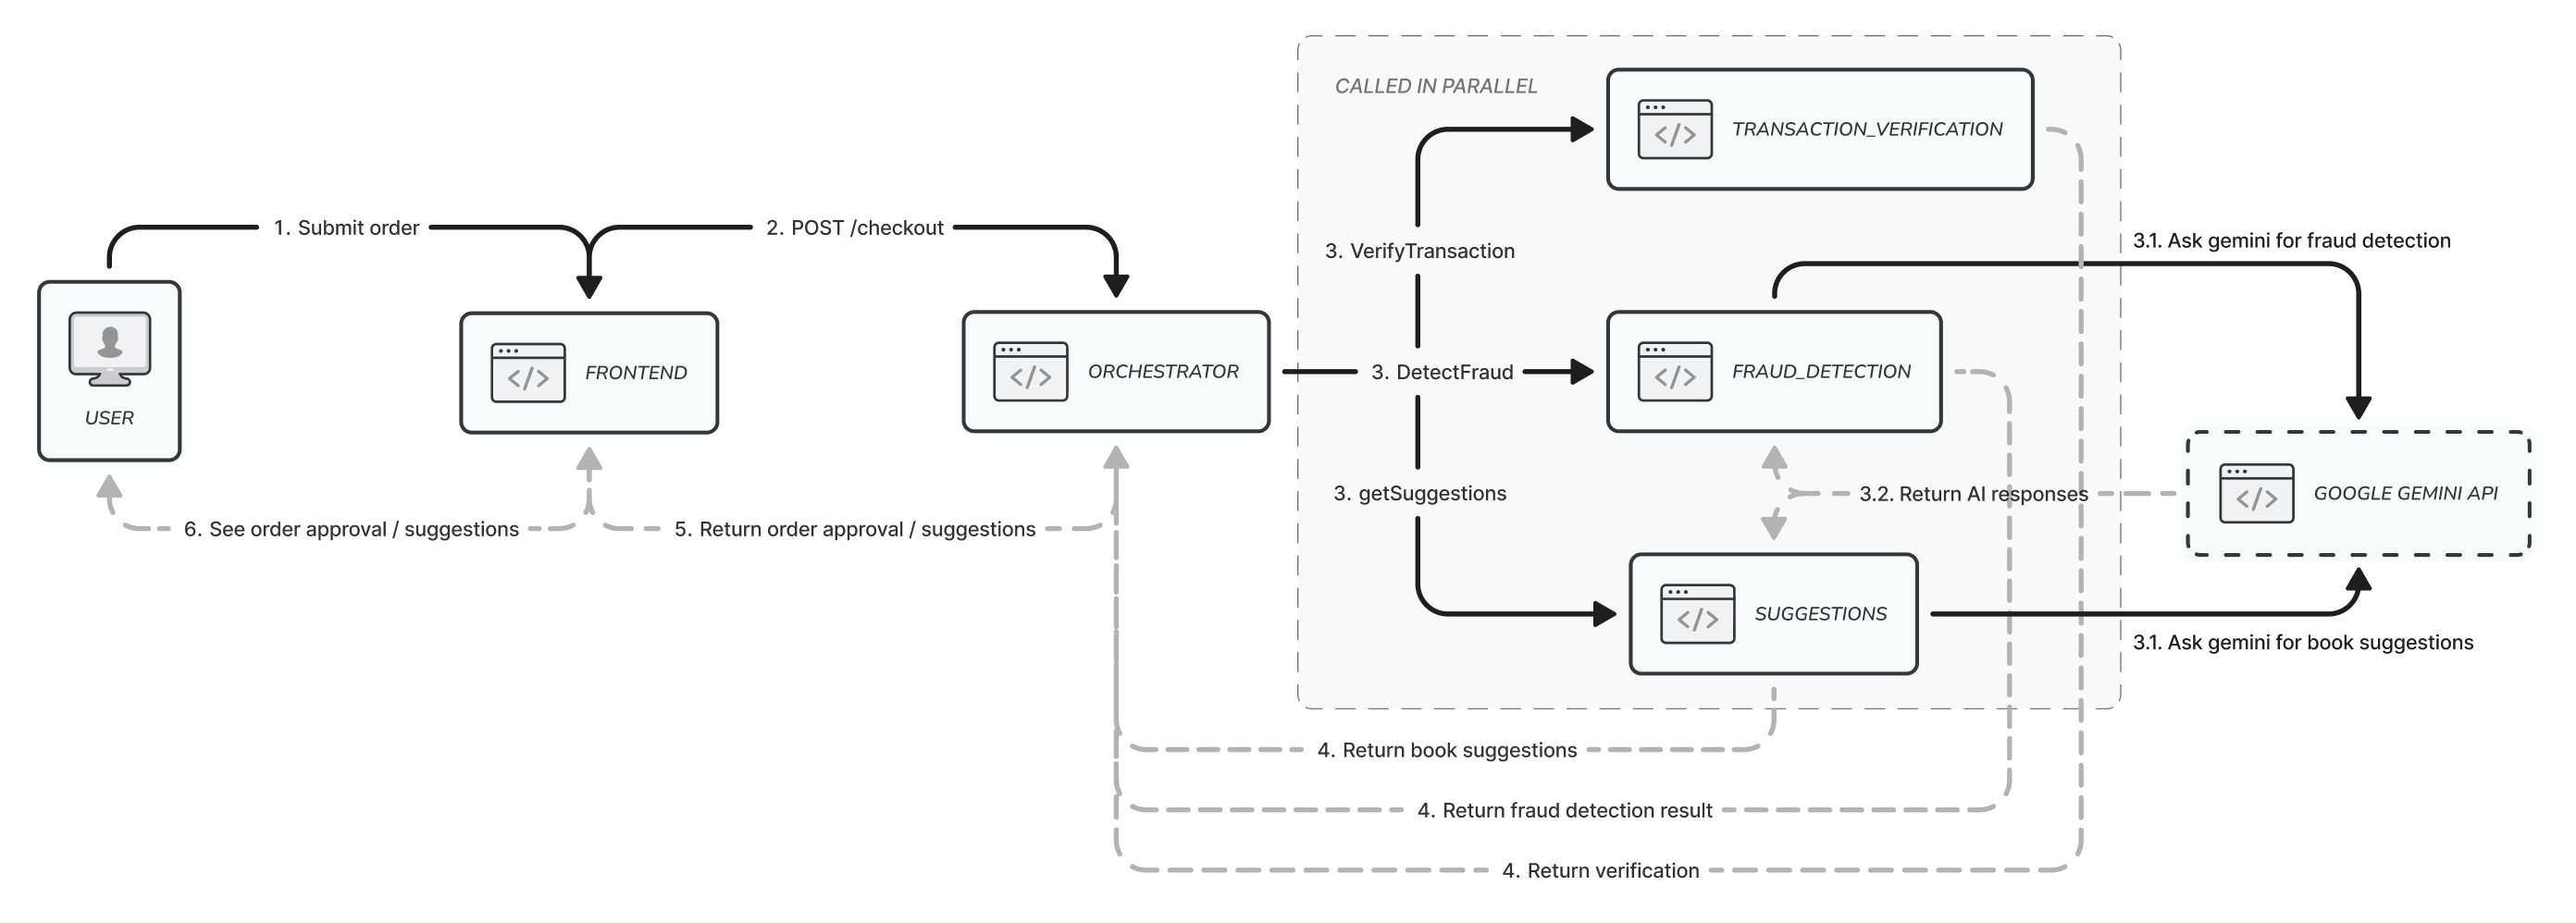 CALLED IN PARALLEL
TRANSACTION_VERIFICATION
1. Submit order
2. POST /checkout
3. VerifyTransaction
3.1. Ask gemini for fraud detection
USER
FRONTEND
ORCHESTRATOR
3. DetectFraud
FRAUD_DETECTION
3. getSuggestions
3.2. Return AI responses
GOOGLE GEMINI API
6. See order approval / suggestions
5. Return order approval / suggestions
SUGGESTIONS
3.1. Ask gemini for book suggestions
4. Return book suggestions
4. Return fraud detection result
4. Return verification